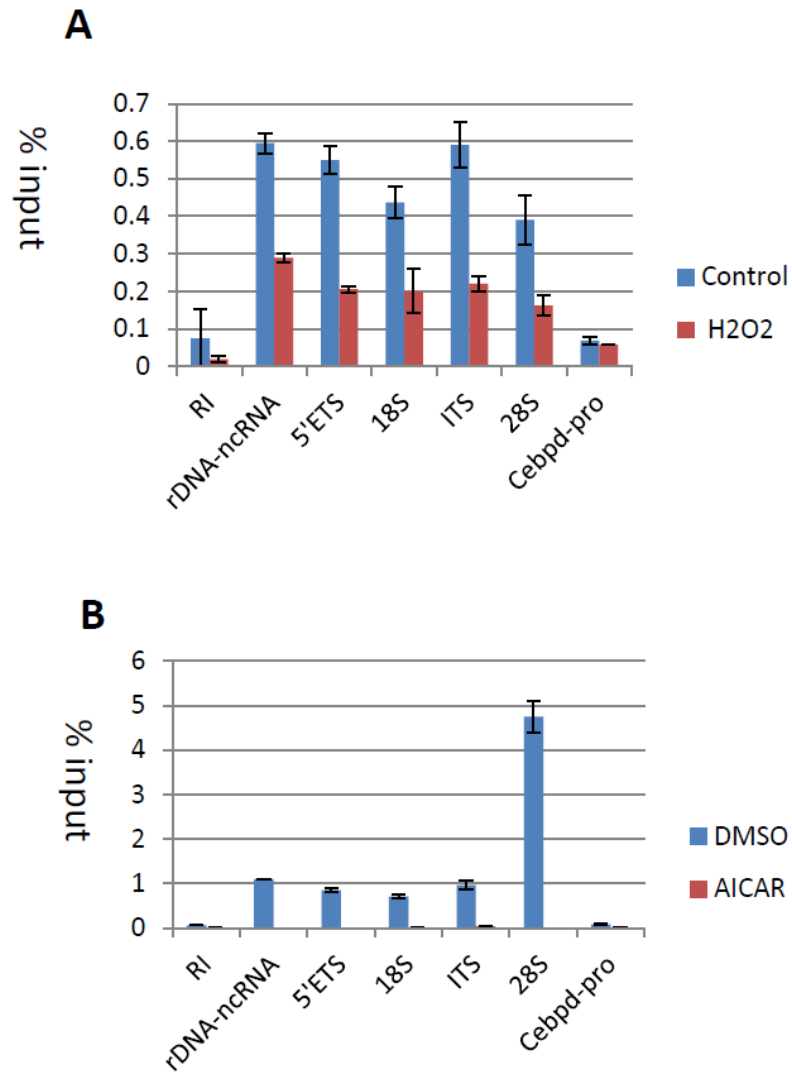 A
% input
0.7
0.6
0.5
0.4
0.3
0.2
0.1
0
RI
rDNA-ncRNA
5'ETS
18S
ITS
28S
Cebpd-pro
Control
H2O2
B
% input
6
5
4
3
2
1
0
RI
rDNA-ncRNA
5'ETS
18S
ITS
28S
Cebpd-pro
DMSO
AICAR